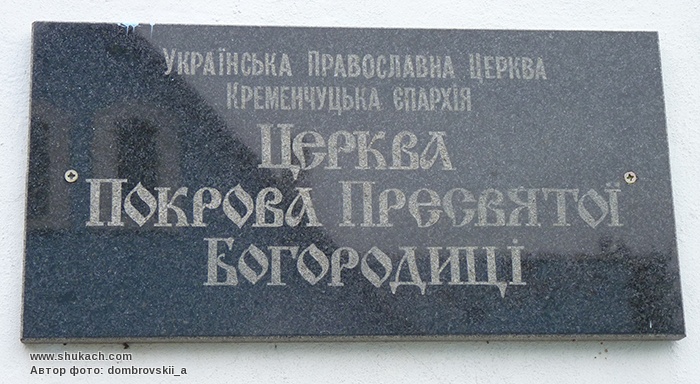 Українська Православна Церква
Кременчуцька єпархія
Церква
Покрова Пресвятої
Богородиці
www.shukach.com
Автор фото: dombrovskii_a